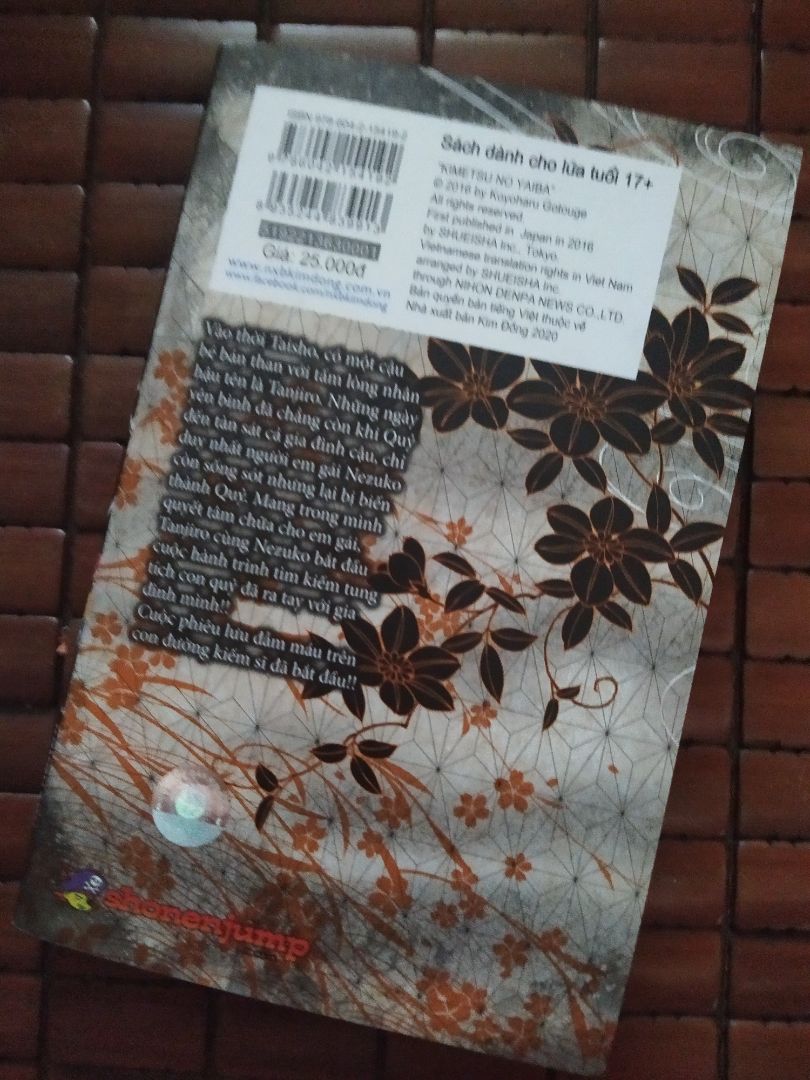 Sách dành cho lứa tuổi 17+
"KIMETSU NO YAIBA"
© 2016 by Koyoharu Gotouge
All rights reserved.
First published in Japan in 2016
by SHUEISHA Inc., Tokyo.
Vietnamese translation rights in Viet Nam
arranged by SHUEISHA Inc.
through NIHON DENPA NEWS CO.,LTD.
Bản quyền bản tiếng Việt thuộc về
Nhà xuất bản Kim Đồng 2020
Giá: 25.000đ
www.nxbkimdong.com.vn
www.facebook.com/nxbkimdong
Vào thời Taisho, có một cậu
bé bán than với tấm lòng nhân
hậu tên là Tanjiro. Những ngày
yên bình đã chẳng còn khi Quỷ
đến tàn sát cả gia đình cậu, chỉ
duy nhất người em gái Nezuko
còn sống sót nhưng lại bị biến
thành Quỷ. Mang trong mình
quyết tâm chữa cho em gái,
Tanjiro cùng Nezuko bắt đầu
cuộc hành trình tìm kiếm tung
tích con quỷ đã ra tay với gia
đình mình!!
Cuộc phiêu lưu đẫm máu trên
con đường kiếm sĩ đã bắt đầu!!
shonenjump